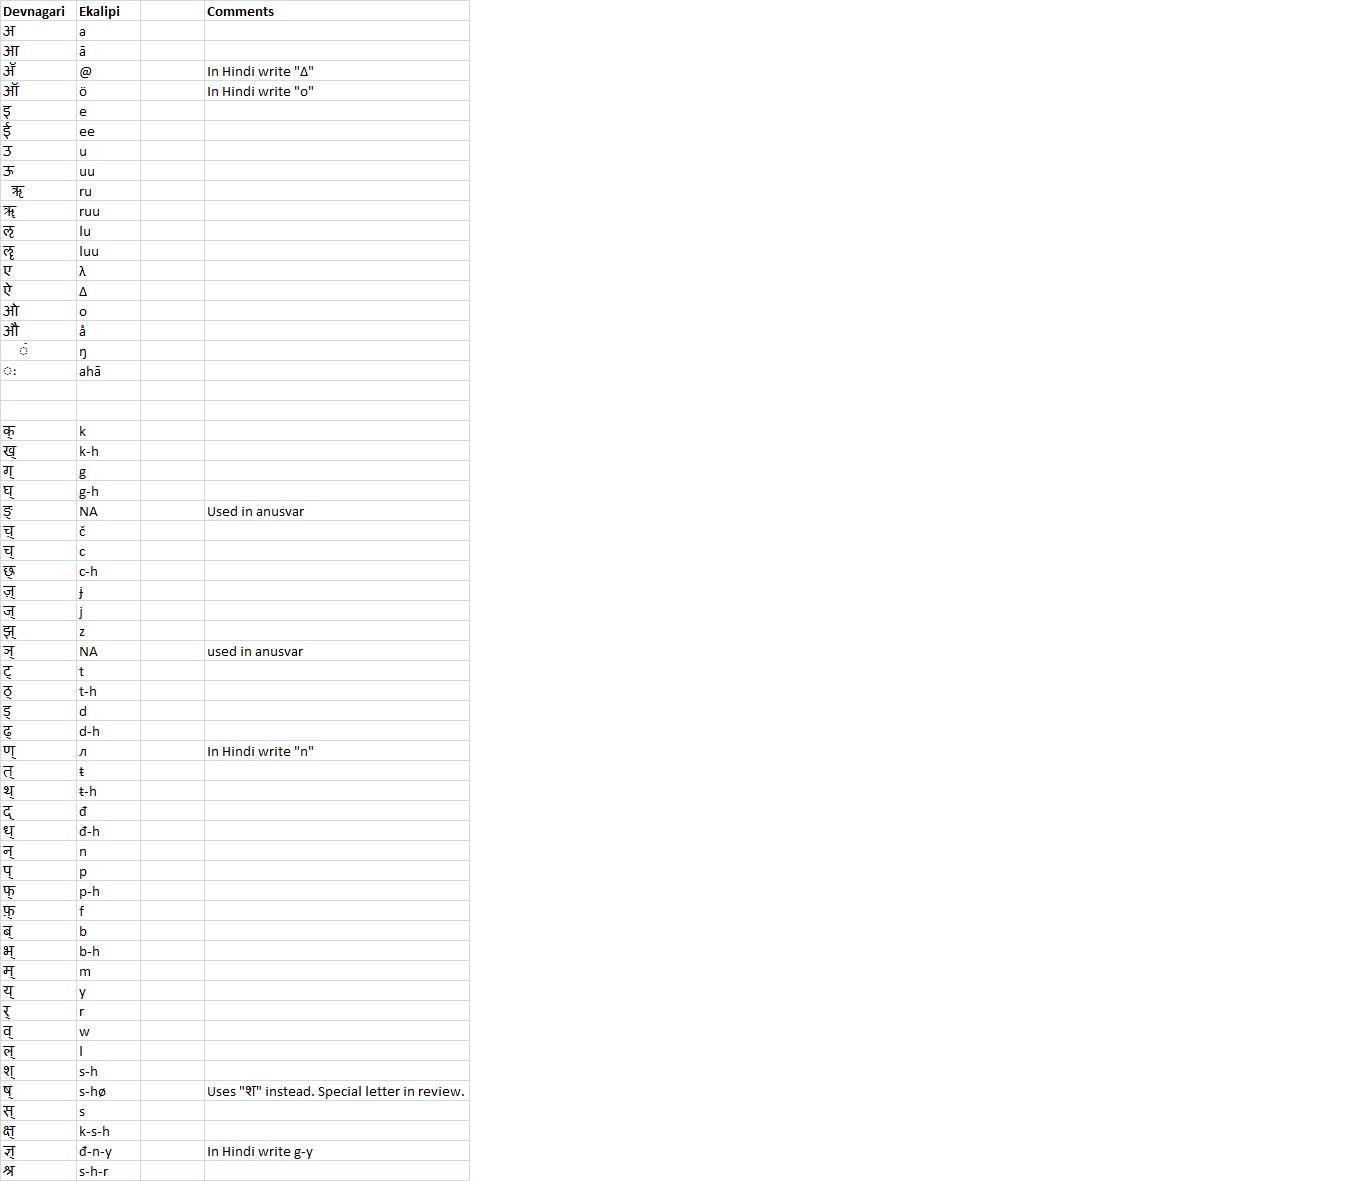 Devnagari Ekalipi Comments
अ a
आ ā
ॲ @ In Hindi write "Δ"
ऑ ö In Hindi write "o"
इ e
ई ee
उ u
ऊ uu
ॠ ru
ॠ ruu
ऌ lu
ॡ luu
ए λ
ऐ Δ
ओ o
औ å
ं ŋ
ः ahā
क् k
ख् k-h
ग् g
घ् g-h
ङ् NA Used in anusvar
च़् č
च् c
छ् c-h
ज़् ɉ
ज् j
झ् z
ञ् NA used in anusvar
ट् t
ठ् t-h
ड् d
ढ् d-h
ण् л In Hindi write "n"
त् ŧ
थ् ŧ-h
द् đ
ध् đ-h
न् n
प् p
फ् p-h
फ़् f
ब् b
भ् b-h
म् m
य् y
र् r
व् w
ल् l
श् s-h
ष् s-hø Uses "श" instead. Special letter in review.
स् s
क्ष् k-s-h
ज्ञ् đ-n-y In Hindi write g-y
श्र s-h-r